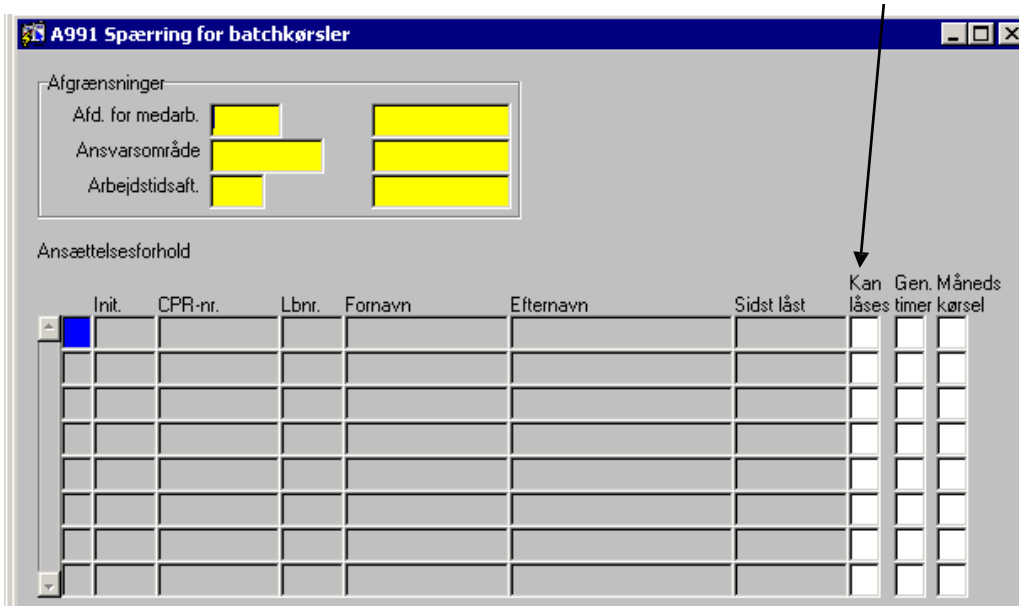 A991 Spærring for batchkørsler
Afgrænsninger
Afd. for medarb.
Ansvarsområde
Arbejdstidsaft.
Ansættelsesforhold
Kan Gen. Måneds
Init. CPR-nr. Lbnr. Fornavn Efternavn Sidst låst låses timer kørsel